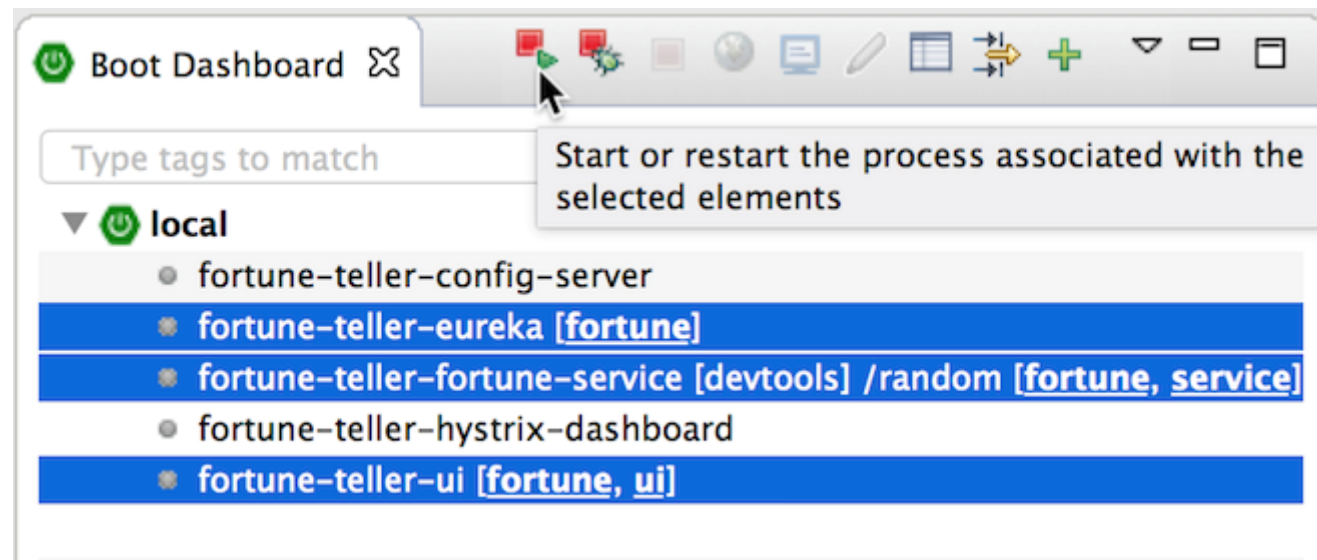 Boot Dashboard
Type tags to match
Start or restart the process associated with the
selected elements
local
fortune-teller-config-server
fortune-teller-eureka [fortune]
fortune-teller-fortune-service [devtools] /random [fortune, service]
fortune-teller-hystrix-dashboard
fortune-teller-ui [fortune, ui]